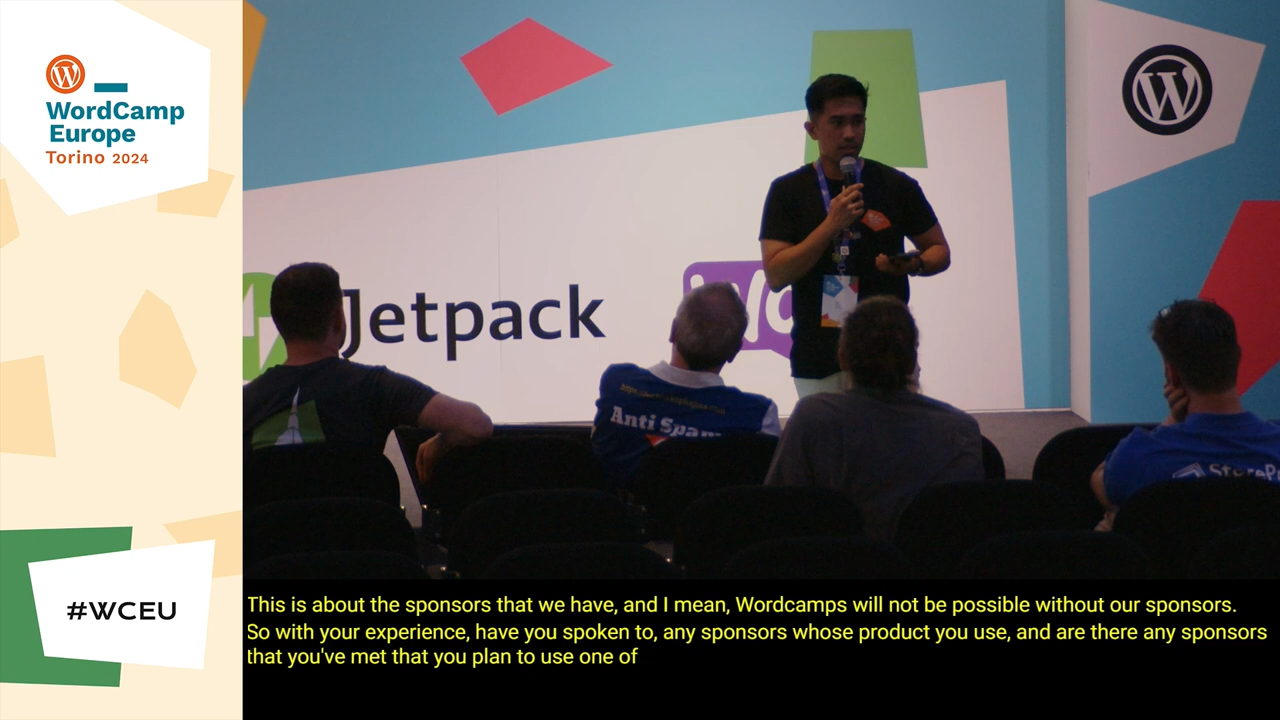 WordCamp
Europe
Torino 2024
Jetpack
Anti Spam
#WCEU
This is about the sponsors that we have, and I mean, Wordcamps will not be possible without our sponsors.
So with your experience, have you spoken to, any sponsors whose product you use, and are there any sponsors
that you've met that you plan to use one of